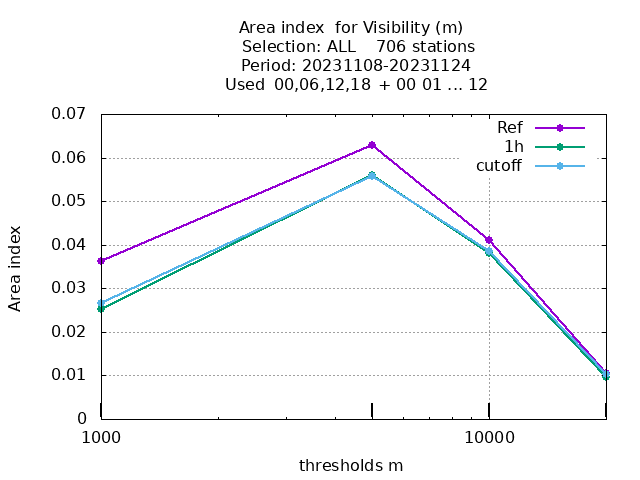 Area index  for Visibility (m)
Selection: ALL    706 stations
Period: 20231108-20231124
Used  00,06,12,18  + 00 01 ... 12
0.07
0.06
0.05
0.04
0.03
0.02
0.01
0
Area index
Ref
1h
cutoff
1000
10000
thresholds m